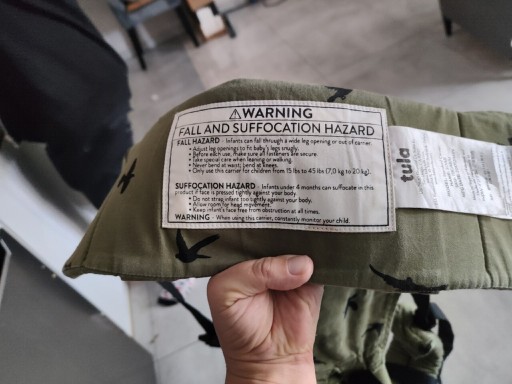 ⚠WARNING
FALL AND SUFFOCATION HAZARD
FALL HAZARD - Infants can fall through a wide leg opening or out of carrier.
• Adjust leg openings to fit baby's legs snugly.
• Before each use, make sure all fasteners are secure.
• Take special care when leaning or walking.
• Never bend at waist; bend at knees.
• Only use this carrier for children from 15 lbs to 45 lbs (7,0 kg to 20 kg).
SUFFOCATION HAZARD - Infants under 4 months can suffocate in this
product if face is pressed tightly against your body.
• Do not strap infant too tightly against your body.
• Allow room for head movement.
• Keep infant's face free from obstruction at all times.
WARNING - When using this carrier, constantly monitor your child.
tula